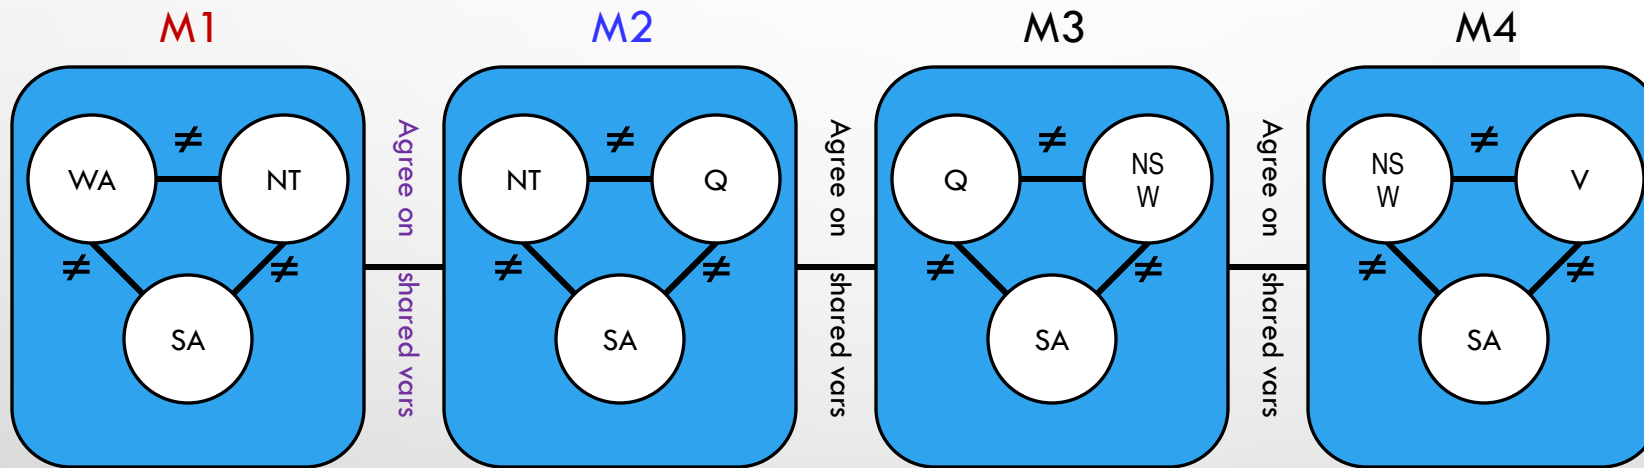 M1
M2
M3
M4
WA
≠
NT
≠
≠
SA
Agree on
shared vars
NT
≠
Q
≠
≠
SA
Agree on
shared vars
Q
≠
NS
W
≠
≠
SA
Agree on
shared vars
NS
W
≠
V
≠
≠
SA